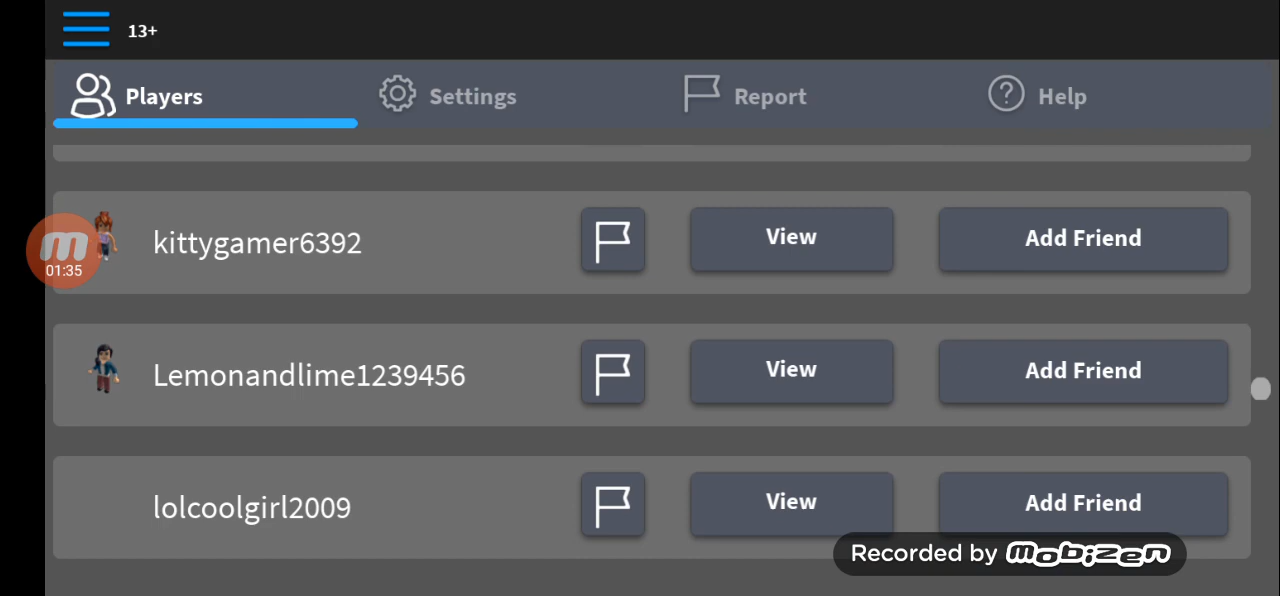 13+
Players Settings Report Help
kittygamer6392 View Add Friend
01:35
Lemonandlime1239456 View Add Friend
lolcoolgirl2009 View Add Friend
Recorded by mobizen